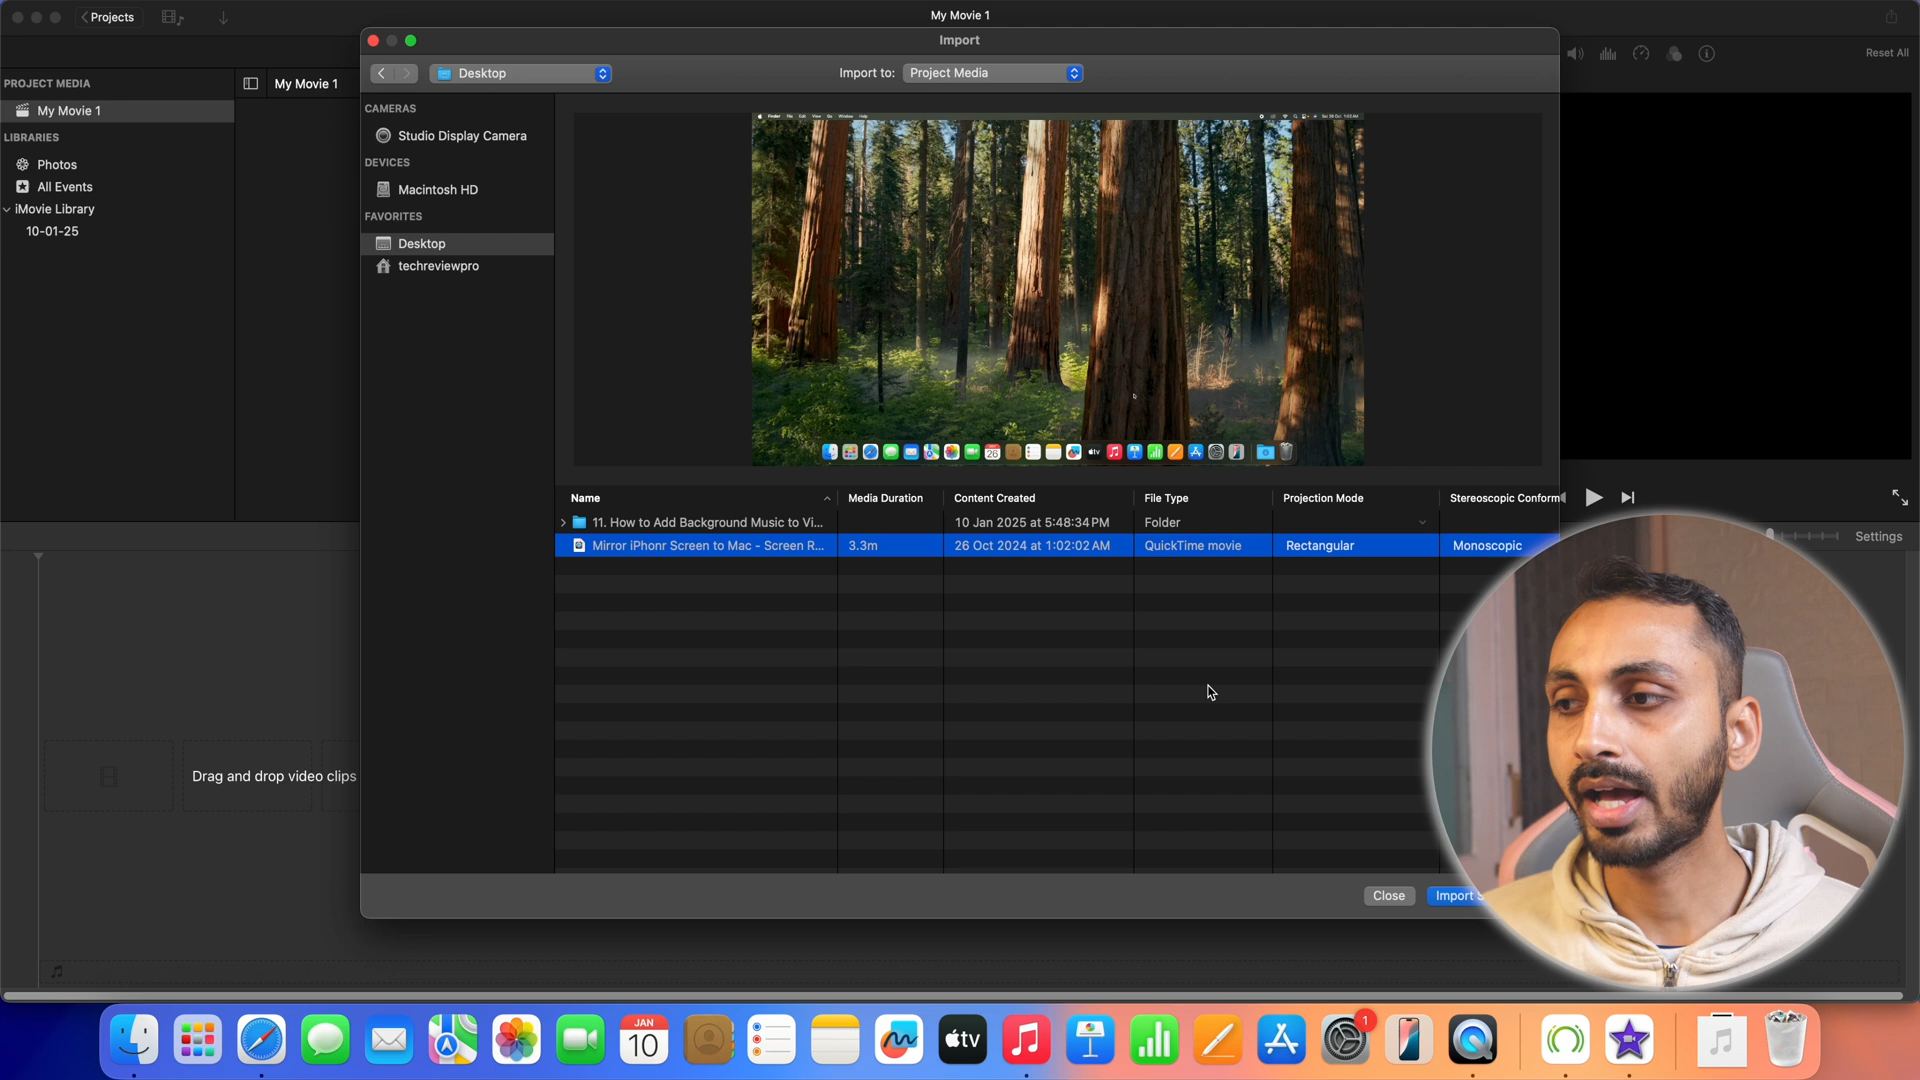 Projects
My Movie 1
Import
Desktop
Import to:
Project Media
Reset All
PROJECT MEDIA
My Movie 1
My Movie 1
LIBRARIES
Photos
All Events
iMovie Library
10-01-25
CAMERAS
Studio Display Camera
DEVICES
Macintosh HD
FAVORITES
Desktop
techreviewpro
Name
Media Duration
Content Created
File Type
Projection Mode
Stereoscopic Conform
11. How to Add Background Music to Vi...
10 Jan 2025 at 5:48:34 PM
Folder
Mirror iPhonr Screen to Mac - Screen R...
3.3m
26 Oct 2024 at 1:02:02 AM
QuickTime movie
Rectangular
Monoscopic
Settings
Drag and drop video clips
Close
Import
JAN
10
tv
1